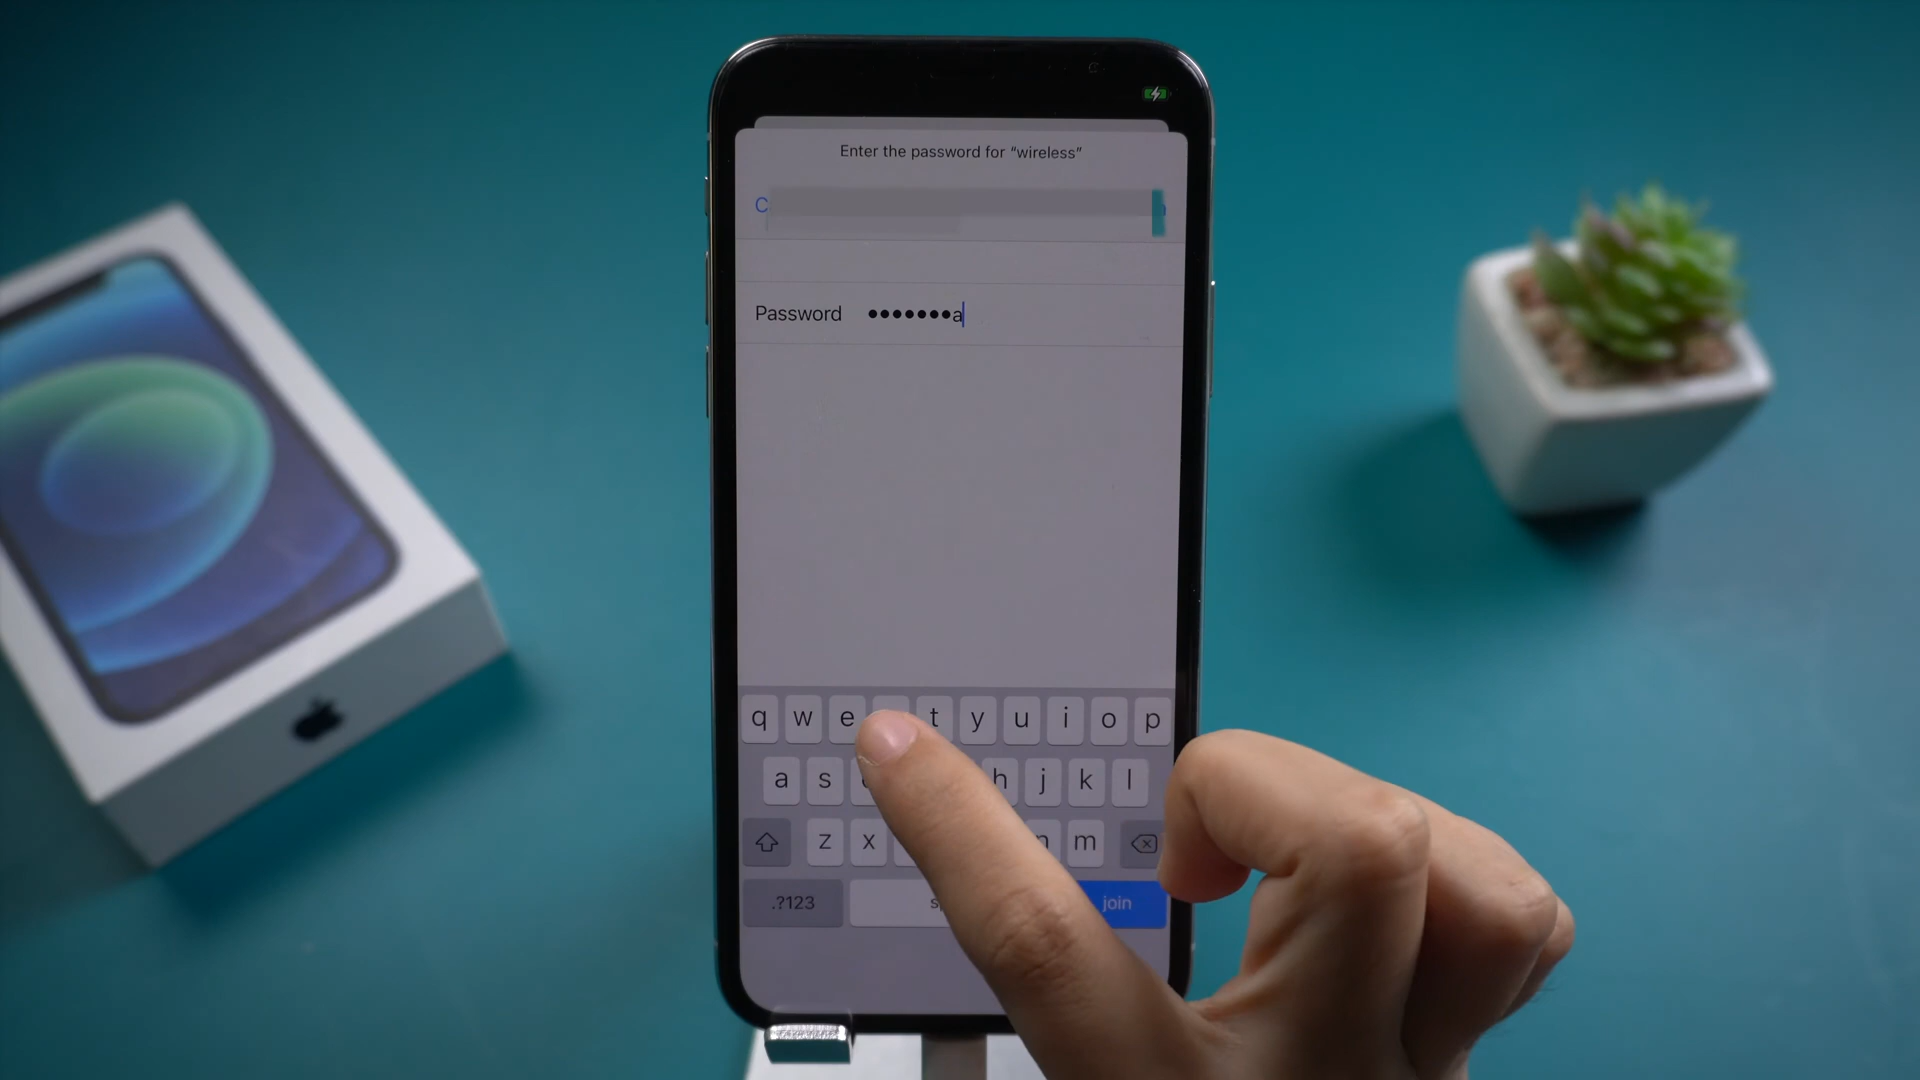 Enter the password for “wireless”
C
Password •••••••a
q w e t y u i o p
a s h j k l
z x n m
.?123 join